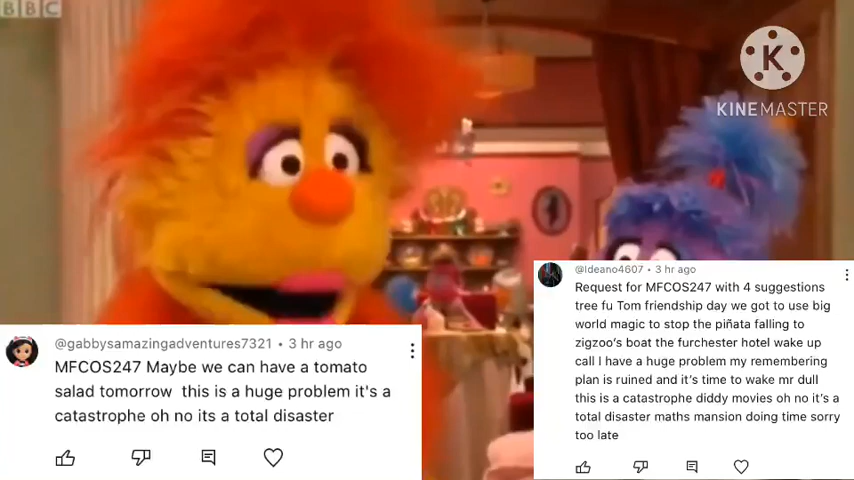 BBC
K
KINEMASTER
@Ideano4607 • 3 hr ago
Request for MFCOS247 with 4 suggestions
tree fu Tom friendship day we got to use big
world magic to stop the piñata falling to
zigzoo's boat the furchester hotel wake up
call I have a huge problem my remembering
plan is ruined and it's time to wake mr dull
this is a catastrophe diddy movies oh no it's a
total disaster maths mansion doing time sorry
too late
@gabbysamazingadventures7321 • 3 hr ago
MFCOS247 Maybe we can have a tomato
salad tomorrow  this is a huge problem it's a
catastrophe oh no its a total disaster